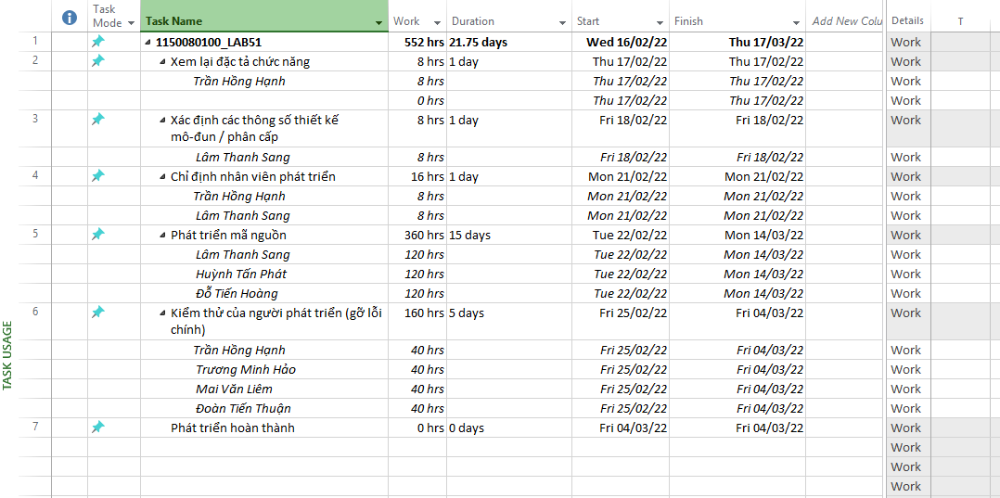 Task Mode Task Name Work Duration Start Finish Add New Colu Details T
1 1150080100_LAB51 552 hrs 21.75 days Wed 16/02/22 Thu 17/03/22 Work
2 Xem lại đặc tả chức năng 8 hrs 1 day Thu 17/02/22 Thu 17/02/22 Work
Trần Hồng Hạnh 8 hrs Thu 17/02/22 Thu 17/02/22 Work
0 hrs Thu 17/02/22 Thu 17/02/22 Work
3 Xác định các thông số thiết kế 8 hrs 1 day Fri 18/02/22 Fri 18/02/22 Work
mô-đun / phân cấp
Lâm Thanh Sang 8 hrs Fri 18/02/22 Fri 18/02/22 Work
4 Chỉ định nhân viên phát triển 16 hrs 1 day Mon 21/02/22 Mon 21/02/22 Work
Trần Hồng Hạnh 8 hrs Mon 21/02/22 Mon 21/02/22 Work
Lâm Thanh Sang 8 hrs Mon 21/02/22 Mon 21/02/22 Work
5 Phát triển mã nguồn 360 hrs 15 days Tue 22/02/22 Mon 14/03/22 Work
Lâm Thanh Sang 120 hrs Tue 22/02/22 Mon 14/03/22 Work
Huỳnh Tấn Phát 120 hrs Tue 22/02/22 Mon 14/03/22 Work
Đỗ Tiến Hoàng 120 hrs Tue 22/02/22 Mon 14/03/22 Work
6 Kiểm thử của người phát triển (gỡ lỗi 160 hrs 5 days Fri 25/02/22 Fri 04/03/22 Work
chính)
Trần Hồng Hạnh 40 hrs Fri 25/02/22 Fri 04/03/22 Work
Trương Minh Hảo 40 hrs Fri 25/02/22 Fri 04/03/22 Work
Mai Văn Liêm 40 hrs Fri 25/02/22 Fri 04/03/22 Work
Đoàn Tiến Thuận 40 hrs Fri 25/02/22 Fri 04/03/22 Work
7 Phát triển hoàn thành 0 hrs 0 days Fri 04/03/22 Fri 04/03/22 Work
Work
Work
Work
TASK USAGE